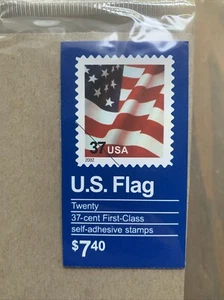 37 USA
2002
U.S. Flag
Twenty
37-cent First-Class
self-adhesive stamps
$7.40